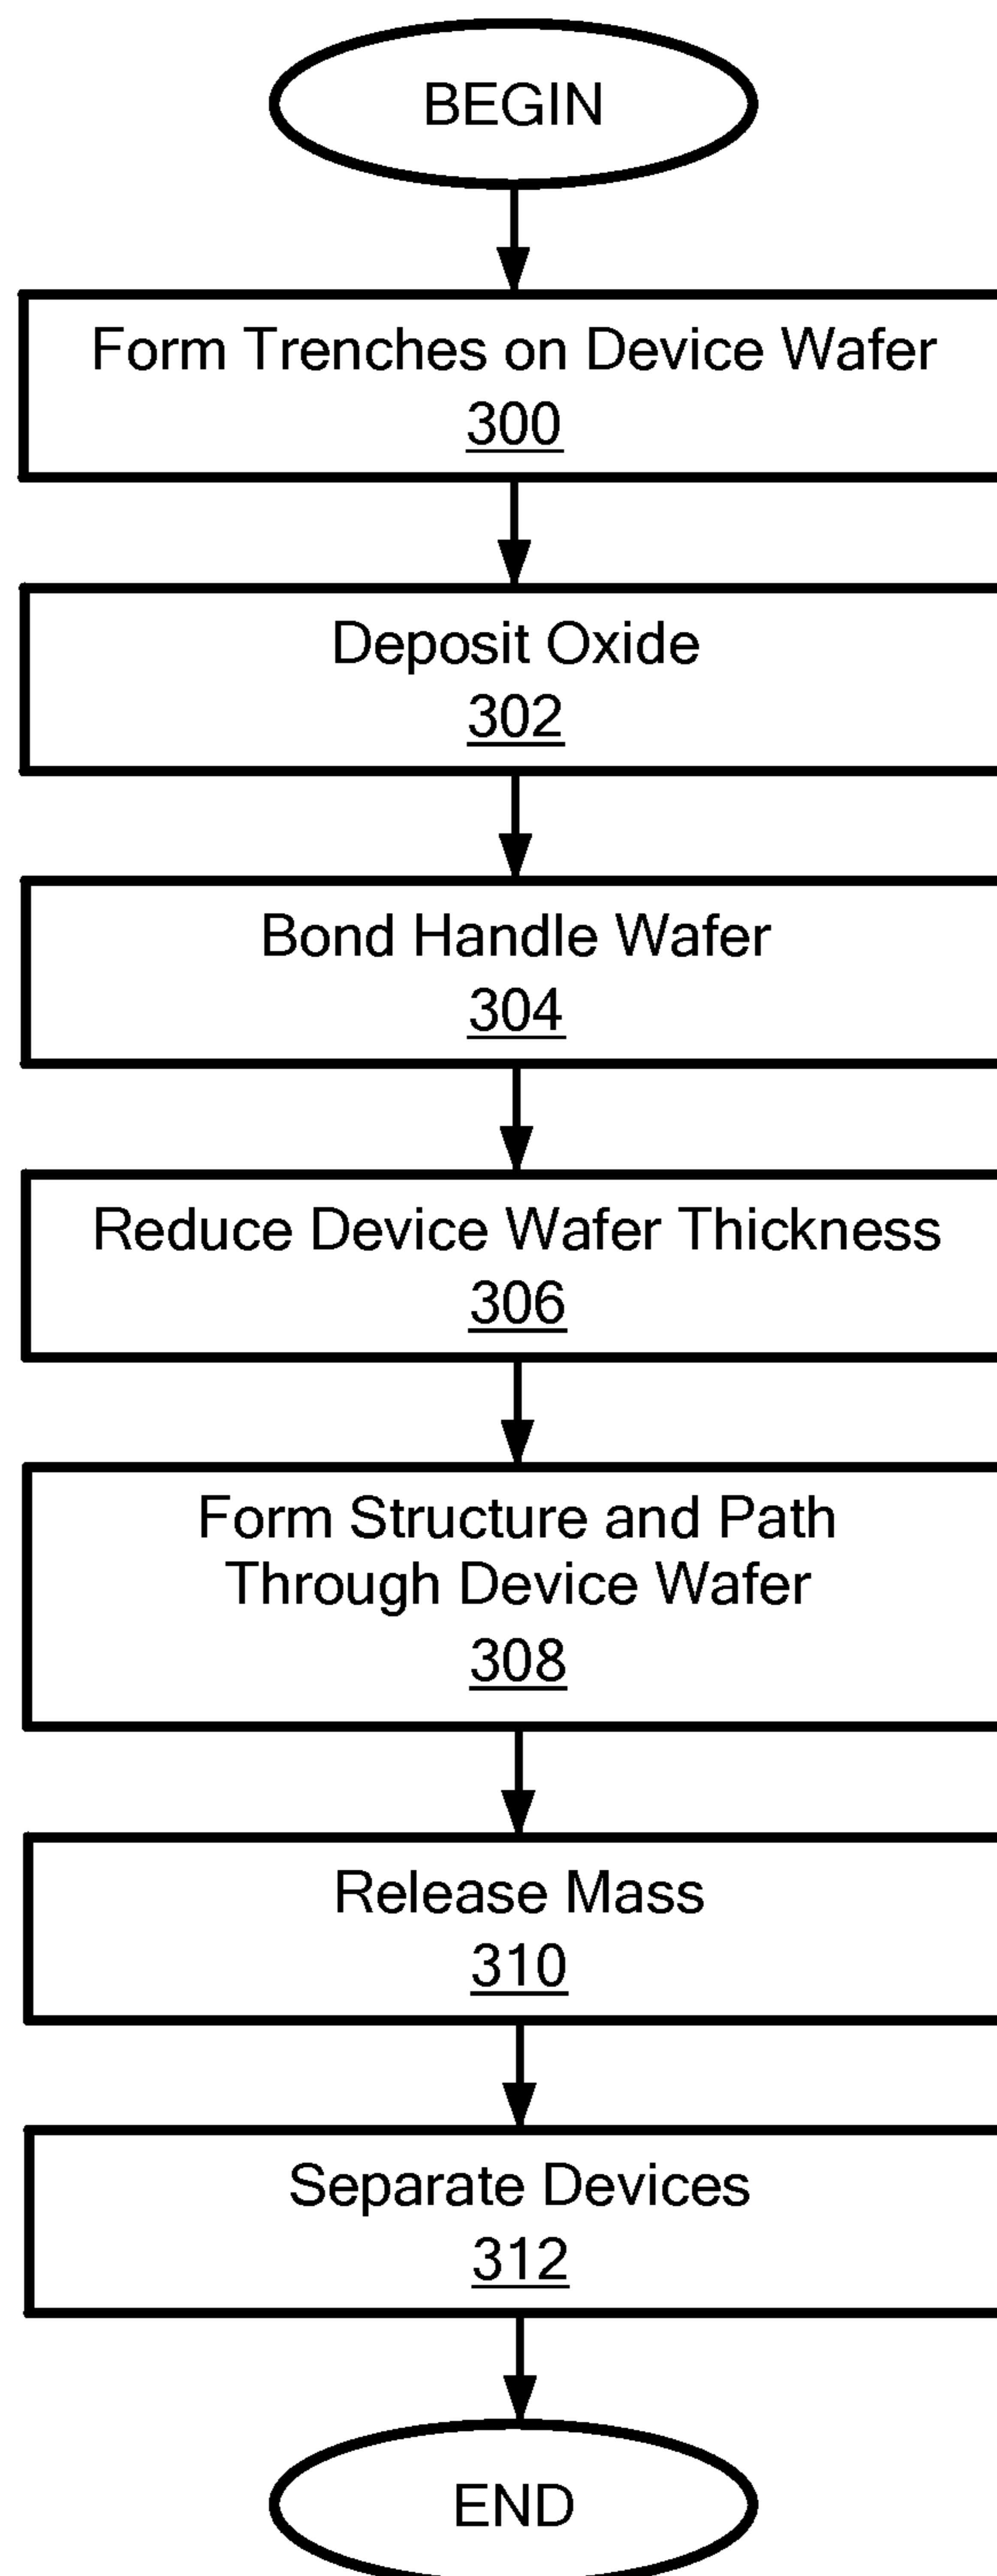 BEGIN
Form Trenches on Device Wafer
300
Deposit Oxide
302
Bond Handle Wafer
304
Reduce Device Wafer Thickness
306
Form Structure and Path
Through Device Wafer
308
Release Mass
310
Separate Devices
312
END